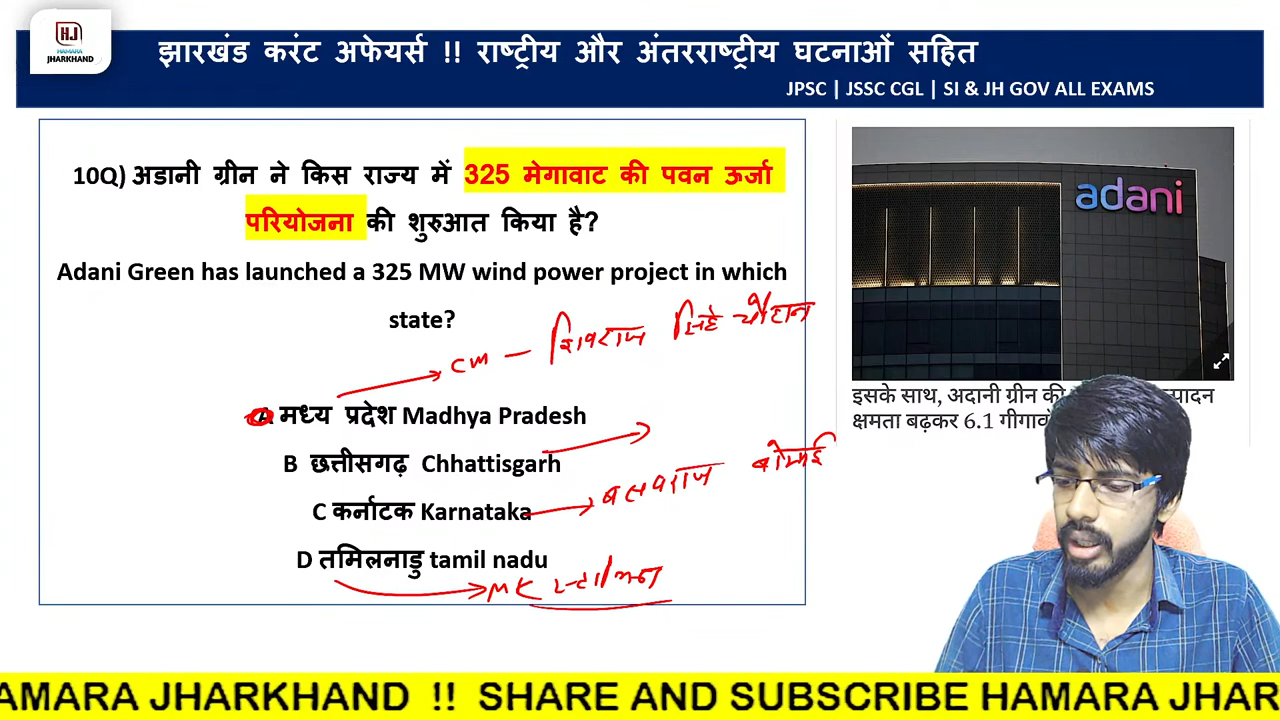 HJ
HAMARA
JHARKHAND
झारखंड करंट अफेयर्स !! राष्ट्रीय और अंतरराष्ट्रीय घटनाओं सहित
JPSC | JSSC CGL | SI & JH GOV ALL EXAMS
10Q) अडानी ग्रीन ने किस राज्य में 325 मेगावाट की पवन ऊर्जा
परियोजना की शुरुआत किया है?
Adani Green has launched a 325 MW wind power project in which
state?
CM – शिवराज सिंह चौहान
A मध्य प्रदेश Madhya Pradesh
B छत्तीसगढ़ Chhattisgarh
C कर्नाटक Karnataka
बसवराज बोम्माई
D तमिलनाडु tamil nadu
MK स्टालिन
adani
इसके साथ, अडानी ग्रीन की
क्षमता बढ़कर 6.1
AMARA JHARKHAND !! SHARE AND SUBSCRIBE HAMARA JHAR